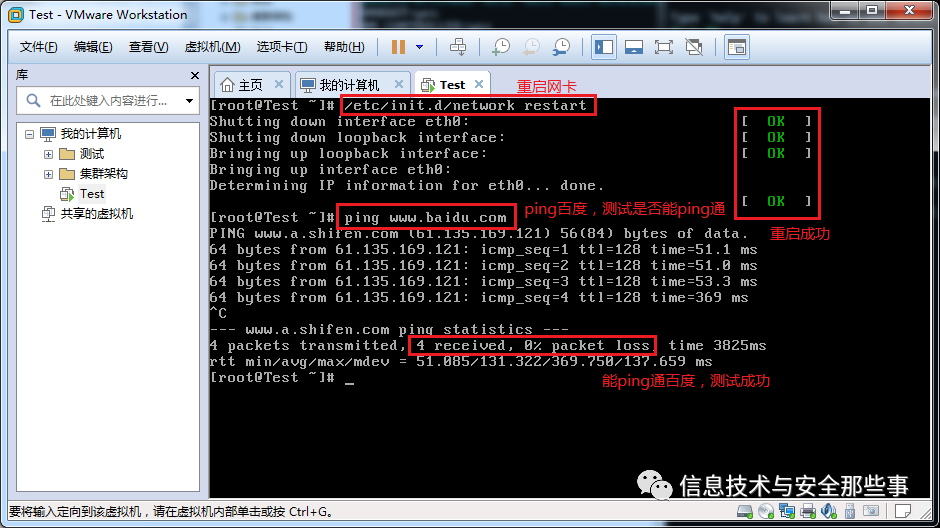 Test - VMware Workstation
文件(F) 编辑(E) 查看(V) 虚拟机(M) 选项卡(T) 帮助(H)
库
在此处键入内容进行...
我的计算机
测试
集群架构
Test
共享的虚拟机
主页 我的计算机 Test
重启网卡
[root@Test ~]# /etc/init.d/network restart
Shutting down interface eth0: [ OK ]
Shutting down loopback interface: [ OK ]
Bringing up loopback interface: [ OK ]
Bringing up interface eth0:
Determining IP information for eth0... done.
[ OK ]
重启成功
[root@Test ~]# ping www.baidu.com
ping百度，测试是否能ping通
PING www.a.shifen.com (61.135.169.121) 56(84) bytes of data.
64 bytes from 61.135.169.121: icmp_seq=1 ttl=128 time=51.1 ms
64 bytes from 61.135.169.121: icmp_seq=2 ttl=128 time=51.0 ms
64 bytes from 61.135.169.121: icmp_seq=3 ttl=128 time=53.3 ms
64 bytes from 61.135.169.121: icmp_seq=4 ttl=128 time=369 ms
^C
--- www.a.shifen.com ping statistics ---
4 packets transmitted, 4 received, 0% packet loss, time 3825ms
rtt min/avg/max/mdev = 51.085/131.322/369.750/137.659 ms
[root@Test ~]# _
能ping通百度，测试成功
信息技术与安全那些事
要将输入定向到该虚拟机，请在虚拟机内部单击或按 Ctrl+G。